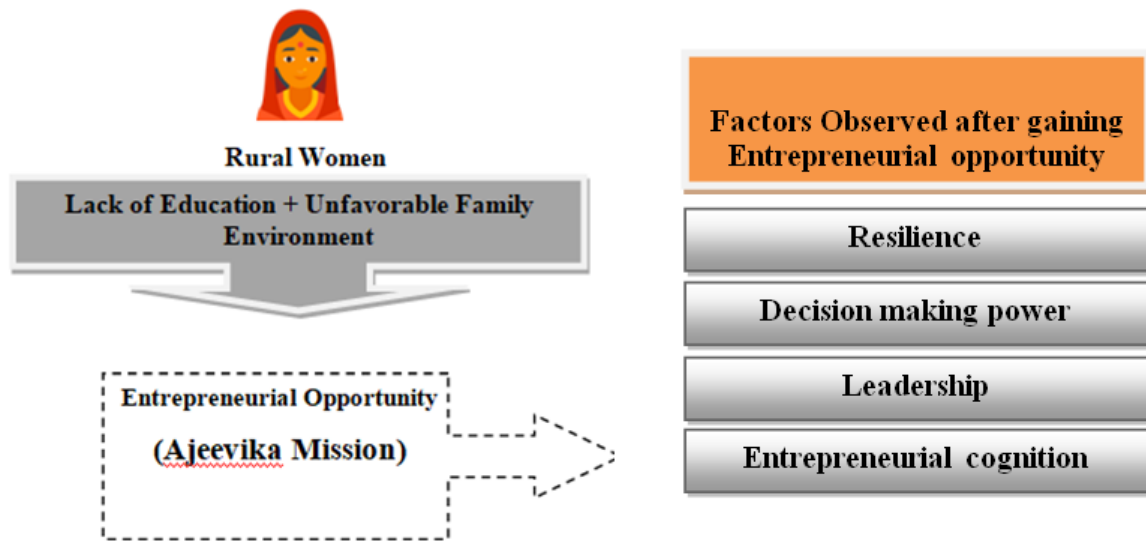 Rural Women
Lack of Education + Unfavorable Family
Environment
Entrepreneurial Opportunity
(Ajeevika Mission)
Factors Observed after gaining
Entrepreneurial opportunity
Resilience
Decision making power
Leadership
Entrepreneurial cognition